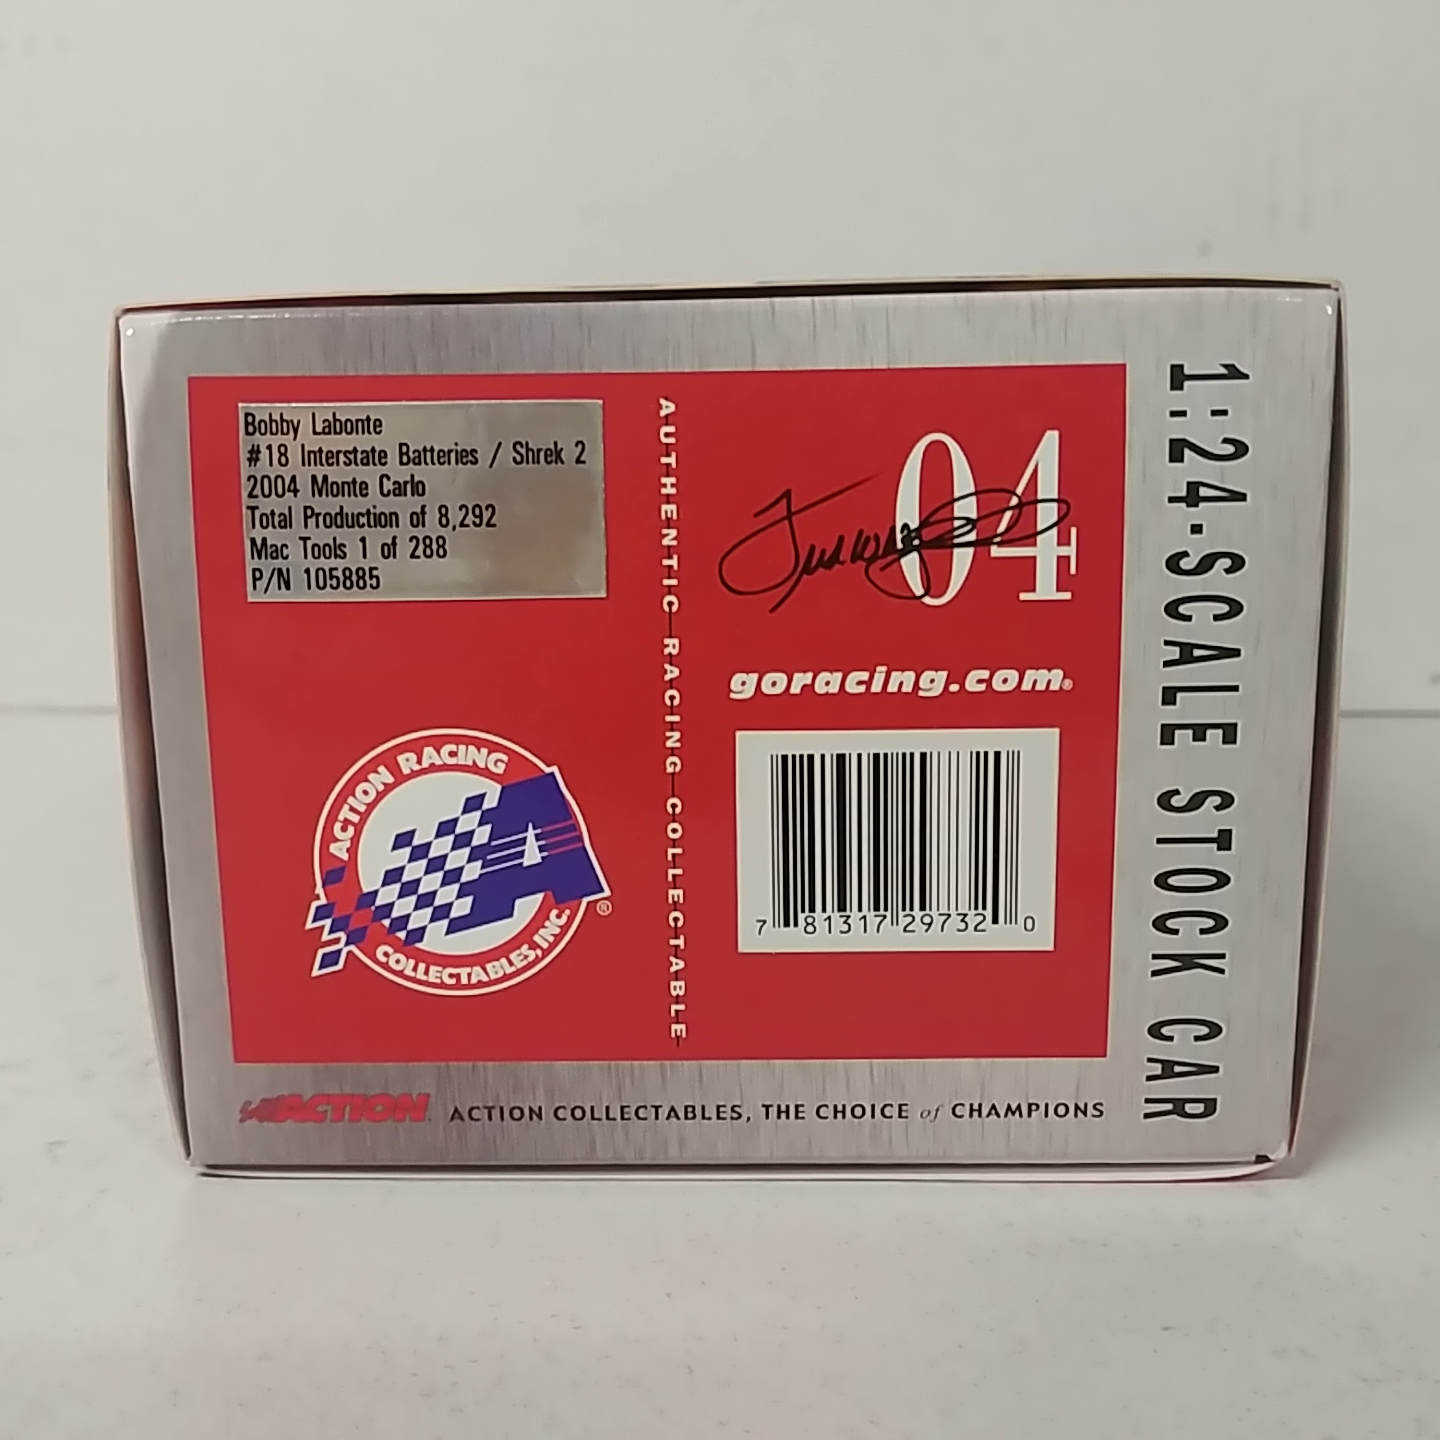 Bobby Labonte
#18 Interstate Batteries / Shrek 2
2004 Monte Carlo
Total Production of 8,292
Mac Tools 1 of 288
P/N 105885
AUTHENTIC RACING COLLECTABLE
04
goracing.com®
7 81317 29732 0
ACTION RACING
COLLECTABLES, INC.
®
1:24-SCALE STOCK CAR
ACTION
ACTION COLLECTABLES, THE CHOICE of CHAMPIONS